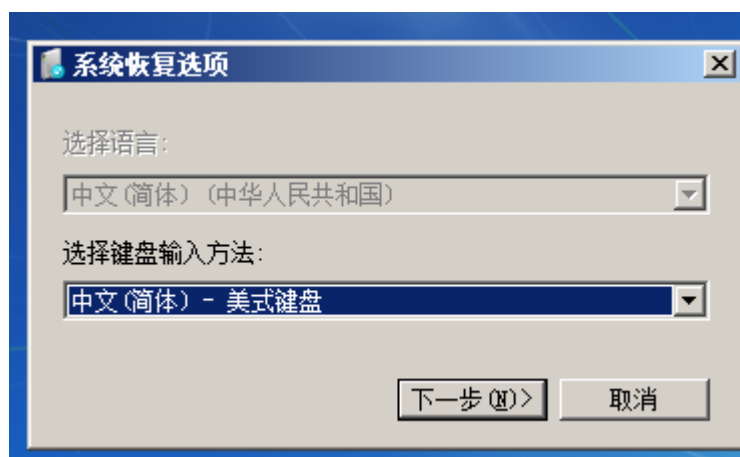 系统恢复选项
选择语言:
中文(简体) (中华人民共和国)
选择键盘输入方法:
中文(简体) - 美式键盘
下一步(N)>
取消